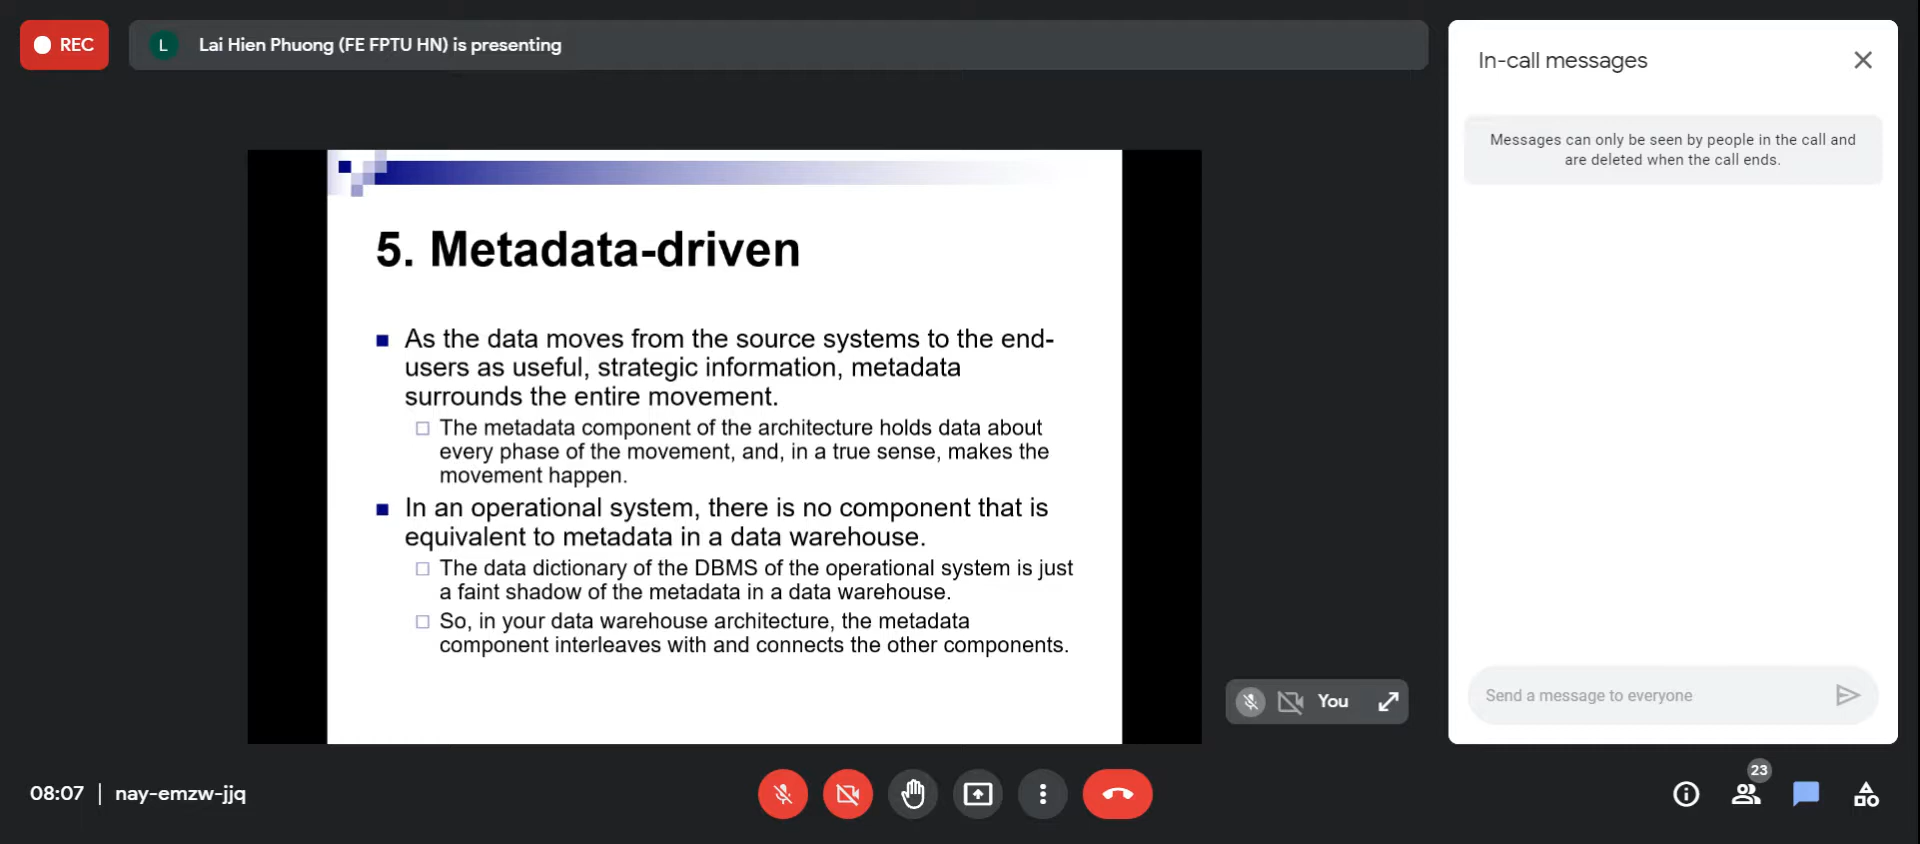 REC
L
Lai Hien Phuong (FE FPTU HN) is presenting
In-call messages
Messages can only be seen by people in the call and
are deleted when the call ends.
5. Metadata-driven
As the data moves from the source systems to the end-
users as useful, strategic information, metadata
surrounds the entire movement.
The metadata component of the architecture holds data about
every phase of the movement, and, in a true sense, makes the
movement happen.
In an operational system, there is no component that is
equivalent to metadata in a data warehouse.
The data dictionary of the DBMS of the operational system is just
a faint shadow of the metadata in a data warehouse.
So, in your data warehouse architecture, the metadata
component interleaves with and connects the other components.
You
Send a message to everyone
08:07 | nay-emzw-jjq
23